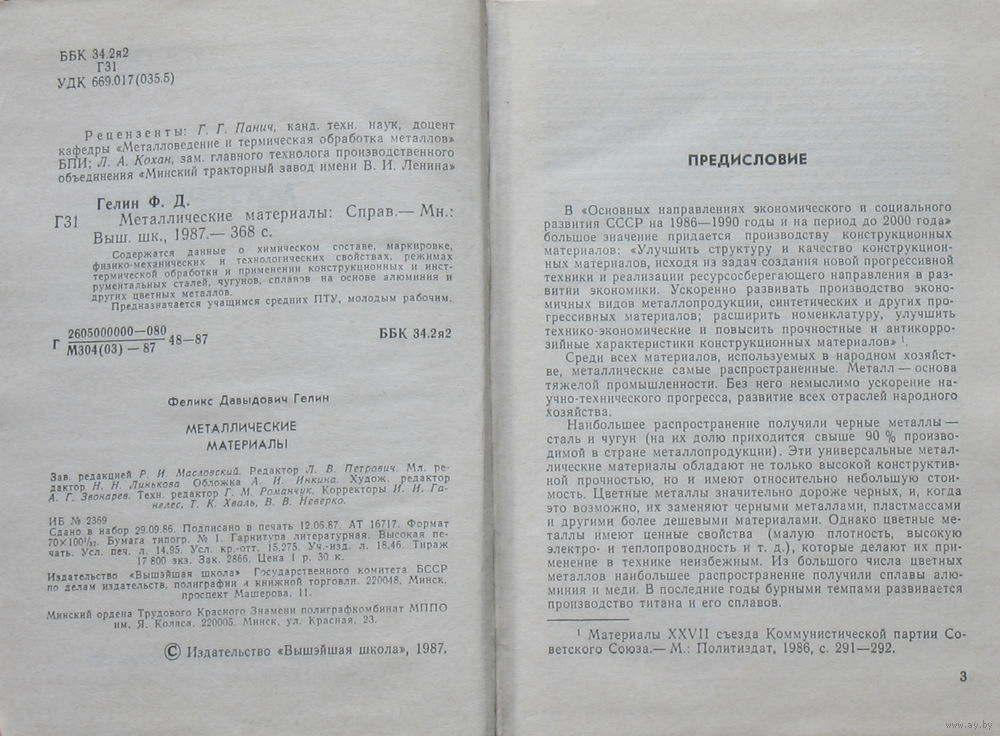 ББК 34.2я2
Г31
УДК 669.017(035.5)
Рецензенты: Г. Г. Панич, канд. техн. наук, доцент
кафедры «Металловедение и термическая обработка металлов»
БПИ; Л. А. Кохан, зам. главного технолога производственного
объединения «Минский тракторный завод имени В. И. Ленина»
Гелин Ф. Д.
Г31 Металлические материалы: Справ.— Мн.:
Выш. шк., 1987.— 368 с.
Содержатся данные о химическом составе, маркировке,
физико-механических и технологических свойствах, режимах
термической обработки и применении конструкционных и инст-
рументальных сталей, чугунов, сплавов на основе алюминия и
других цветных металлов.
Предназначается учащимся средних ПТУ, молодым рабочим.
2605000000—080
Г М304(03) — 87 48—87 ББК 34.2я2
Феликс Давыдович Гелин
МЕТАЛЛИЧЕСКИЕ
МАТЕРИАЛЫ
Зав. редакцией Р. И. Масловский. Редактор Л. В. Петрович. Мл. ре-
дактор Н. Н. Линькова Обложка А. И. Инкина. Худож. редактор
А. Г. Звонарев. Техн. редактор Г. М. Романчик. Корректоры И. И. Га-
нелес, Т. К. Хваль, В. В. Неверко.
ИБ № 2369
Сдано в набор 29.09.86. Подписано в печать 12.06.87. АТ 16717. Формат
70×100¹/₃₂. Бумага типогр. № 1. Гарнитура литературная. Высокая пе-
чать. Усл. печ. л. 14,95. Усл. кр.-отт. 15,275. Уч.-изд. л. 18,46. Тираж
17 800 экз. Зак. 2866. Цена 1 р. 30 к.
Издательство «Вышэйшая школа» Государственного комитета БССР
по делам издательств, полиграфии и книжной торговли. 220048, Минск,
проспект Машерова, 11.
Минский ордена Трудового Красного Знамени полиграфкомбинат МППО
им. Я. Коласа. 220005. Минск, ул. Красная, 23.
© Издательство «Вышэйшая школа», 1987.
ПРЕДИСЛОВИЕ
В «Основных направлениях экономического и социального
развития СССР на 1986—1990 годы и на период до 2000 года»
большое значение придается производству конструкционных
материалов: «Улучшить структуру и качество конструкцион-
ных материалов, исходя из задач создания новой прогрессивной
техники и реализации ресурсосберегающего направления в раз-
витии экономики. Ускоренно развивать производство эконо-
мичных видов металлопродукции, синтетических и других про-
грессивных материалов; расширить номенклатуру, улучшить
технико-экономические и повысить прочностные и антикорро-
зийные характеристики конструкционных материалов» ¹.
Среди всех материалов, используемых в народном хозяйст-
ве, металлические самые распространенные. Металл — основа
тяжелой промышленности. Без него немыслимо ускорение на-
учно-технического прогресса, развитие всех отраслей народного
хозяйства.
Наибольшее распространение получили черные металлы —
сталь и чугун (на их долю приходится свыше 90 % произво-
димой в стране металлопродукции). Эти универсальные метал-
лические материалы обладают не только высокой конструктив-
ной прочностью, но и имеют относительно небольшую стои-
мость. Цветные металлы значительно дороже черных, и, когда
это возможно, их заменяют черными металлами, пластмассами
и другими более дешевыми материалами. Однако цветные ме-
таллы имеют ценные свойства (малую плотность, высокую
электро- и теплопроводность и т. д.), которые делают их при-
менение в технике неизбежным. Из большого числа цветных
металлов наибольшее распространение получили сплавы алю-
миния и меди. В последние годы бурными темпами развивается
производство титана и его сплавов.
¹ Материалы XXVII съезда Коммунистической партии Со-
ветского Союза.— М.: Политиздат, 1986, с. 291—292.
3
www.ay.by